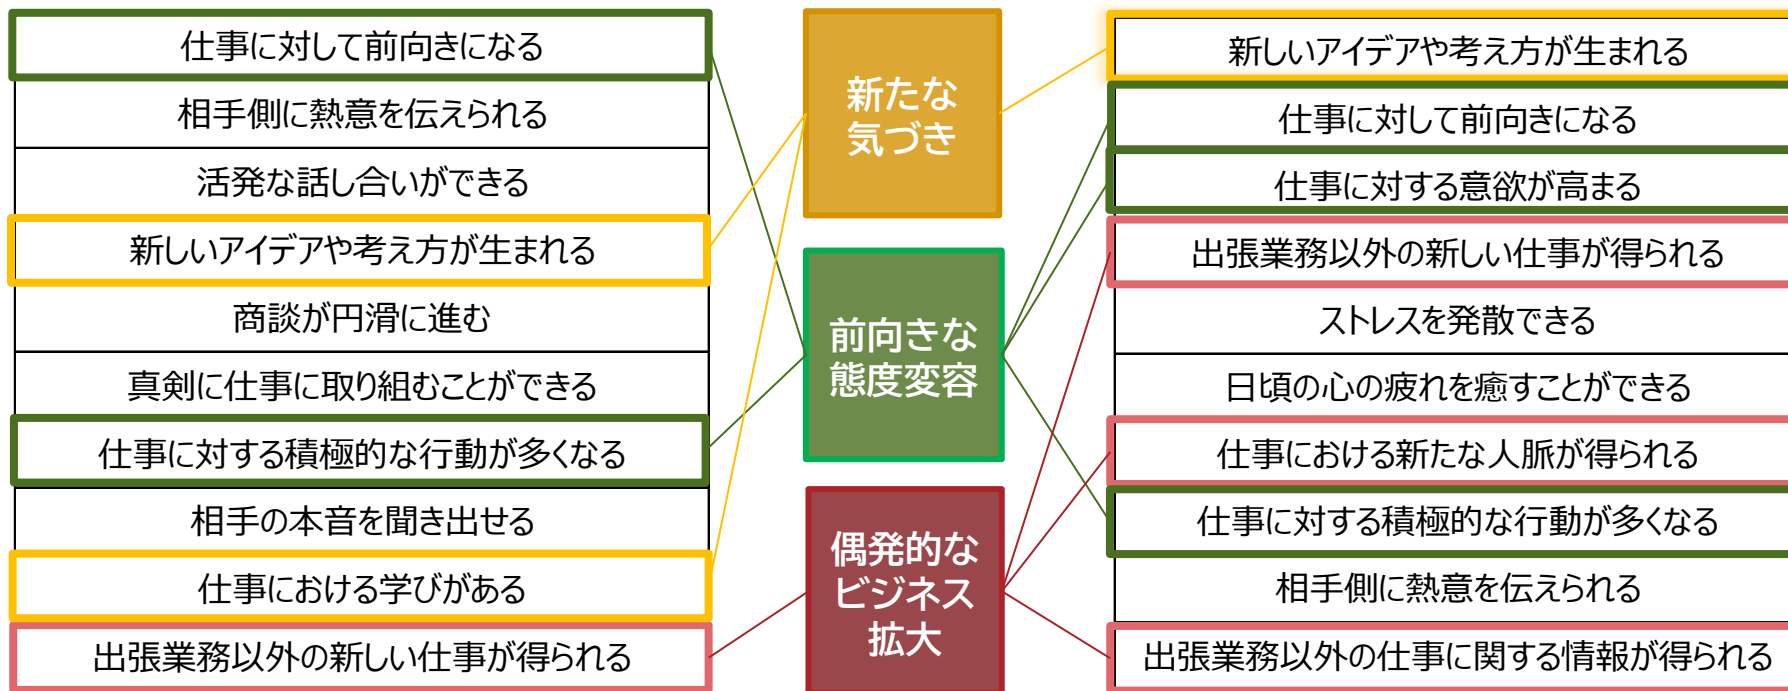 仕事に対して前向きになる
相手側に熱意を伝えられる
活発な話し合いができる
新しいアイデアや考え方が生まれる
商談が円滑に進む
真剣に仕事に取り組むことができる
仕事に対する積極的な行動が多くなる
相手の本音を聞き出せる
仕事における学びがある
出張業務以外の新しい仕事が得られる
新たな
気づき
前向きな
態度変容
偶発的な
ビジネス
拡大
新しいアイデアや考え方が生まれる
仕事に対して前向きになる
仕事に対する意欲が高まる
出張業務以外の新しい仕事が得られる
ストレスを発散できる
日頃の心の疲れを癒すことができる
仕事における新たな人脈が得られる
仕事に対する積極的な行動が多くなる
相手側に熱意を伝えられる
出張業務以外の仕事に関する情報が得られる